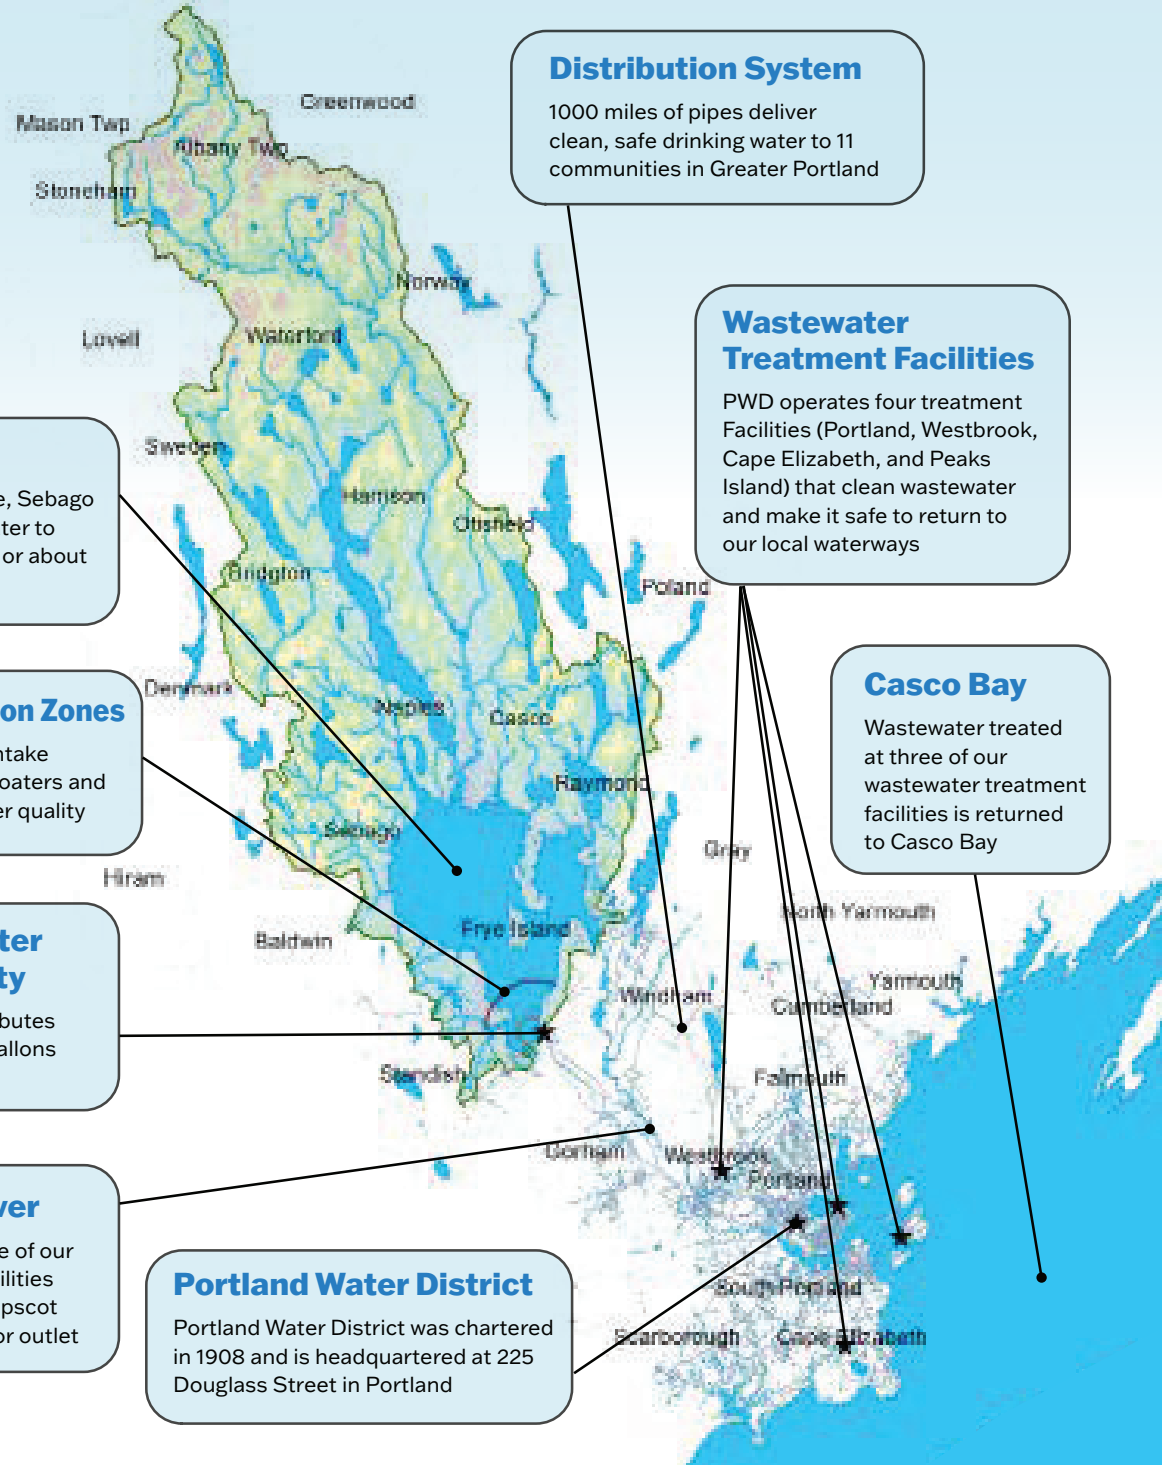 Distribution System
1000 miles of pipes deliver
clean, safe drinking water to 11
communities in Greater Portland
Wastewater
Treatment Facilities
PWD operates four treatment
Facilities (Portland, Westbrook,
Cape Elizabeth, and Peaks
Island) that clean wastewater
and make it safe to return to
our local waterways
Casco Bay
Wastewater treated
at three of our
wastewater treatment
facilities is returned
to Casco Bay
e, Sebago
ter to
or about
on Zones
ntake
oaters and
er quality
ter
ty
butes
allons
ver
e of our
ilities
pscot
or outlet
Portland Water District
Portland Water District was chartered
in 1908 and is headquartered at 225
Douglass Street in Portland
Greenwood
Mason Twp
Albany Twp
Stoneham
Norway
Lovell
Waterford
Sweden
Harrison
Otisfield
Bridgton
Poland
Denmark
Naples
Casco
Raymond
Sebago
Gray
Hiram
North Yarmouth
Frye Island
Baldwin
Yarmouth
Windham
Cumberland
Standish
Falmouth
Gorham
Westbrook
Portland
South Portland
Scarborough
Cape Elizabeth